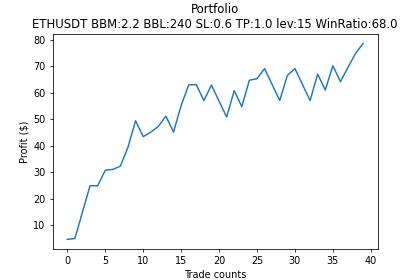 Portfolio
ETHUSDT BBM:2.2 BBL:240 SL:0.6 TP:1.0 lev:15 WinRatio:68.0
80
70
60
50
40
30
20
10
Profit ($)
0 5 10 15 20 25 30 35 40
Trade counts